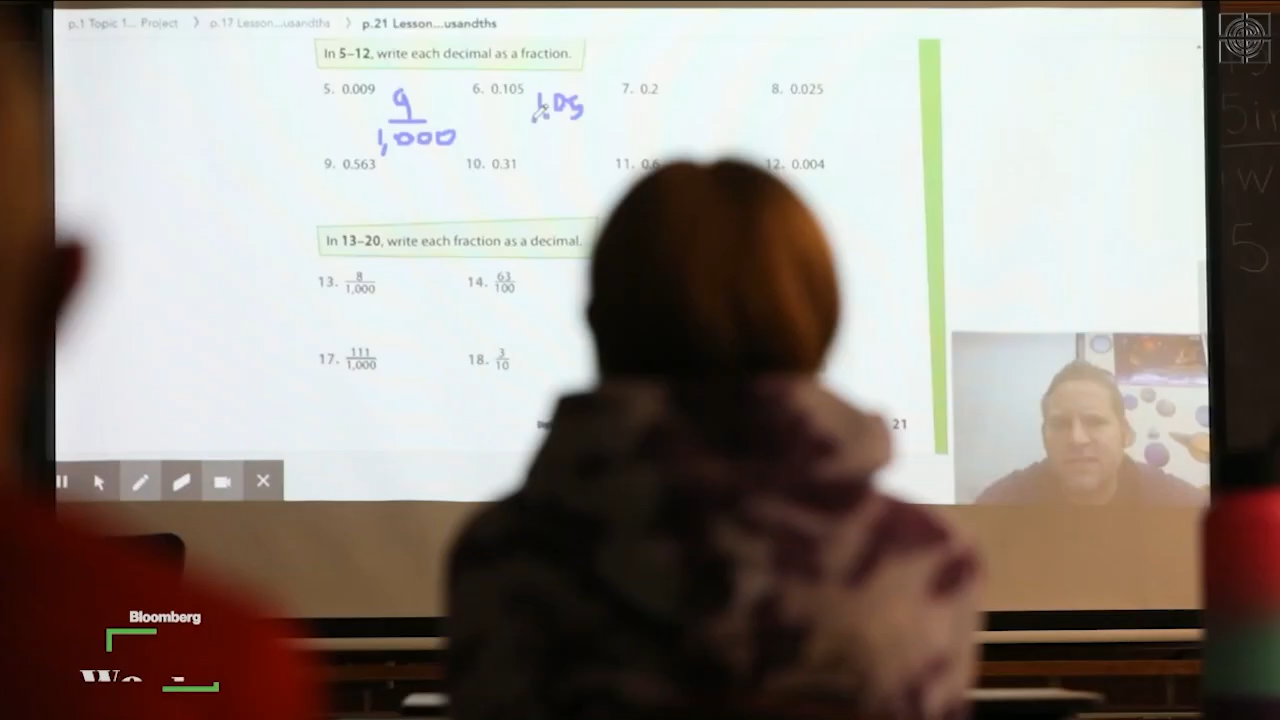 p.1 Topic 1... Project > p.17 Lesson...usandths > p.21 Lesson...usandths
In 5–12, write each decimal as a fraction.
5. 0.009 6. 0.105 7. 0.2 8. 0.025
9
1,000
9. 0.563 10. 0.31 11. 0.6 12. 0.004
In 13–20, write each fraction as a decimal.
13. 8/1,000 14. 63/100
17. 111/1,000 18. 3/10
21
Bloomberg